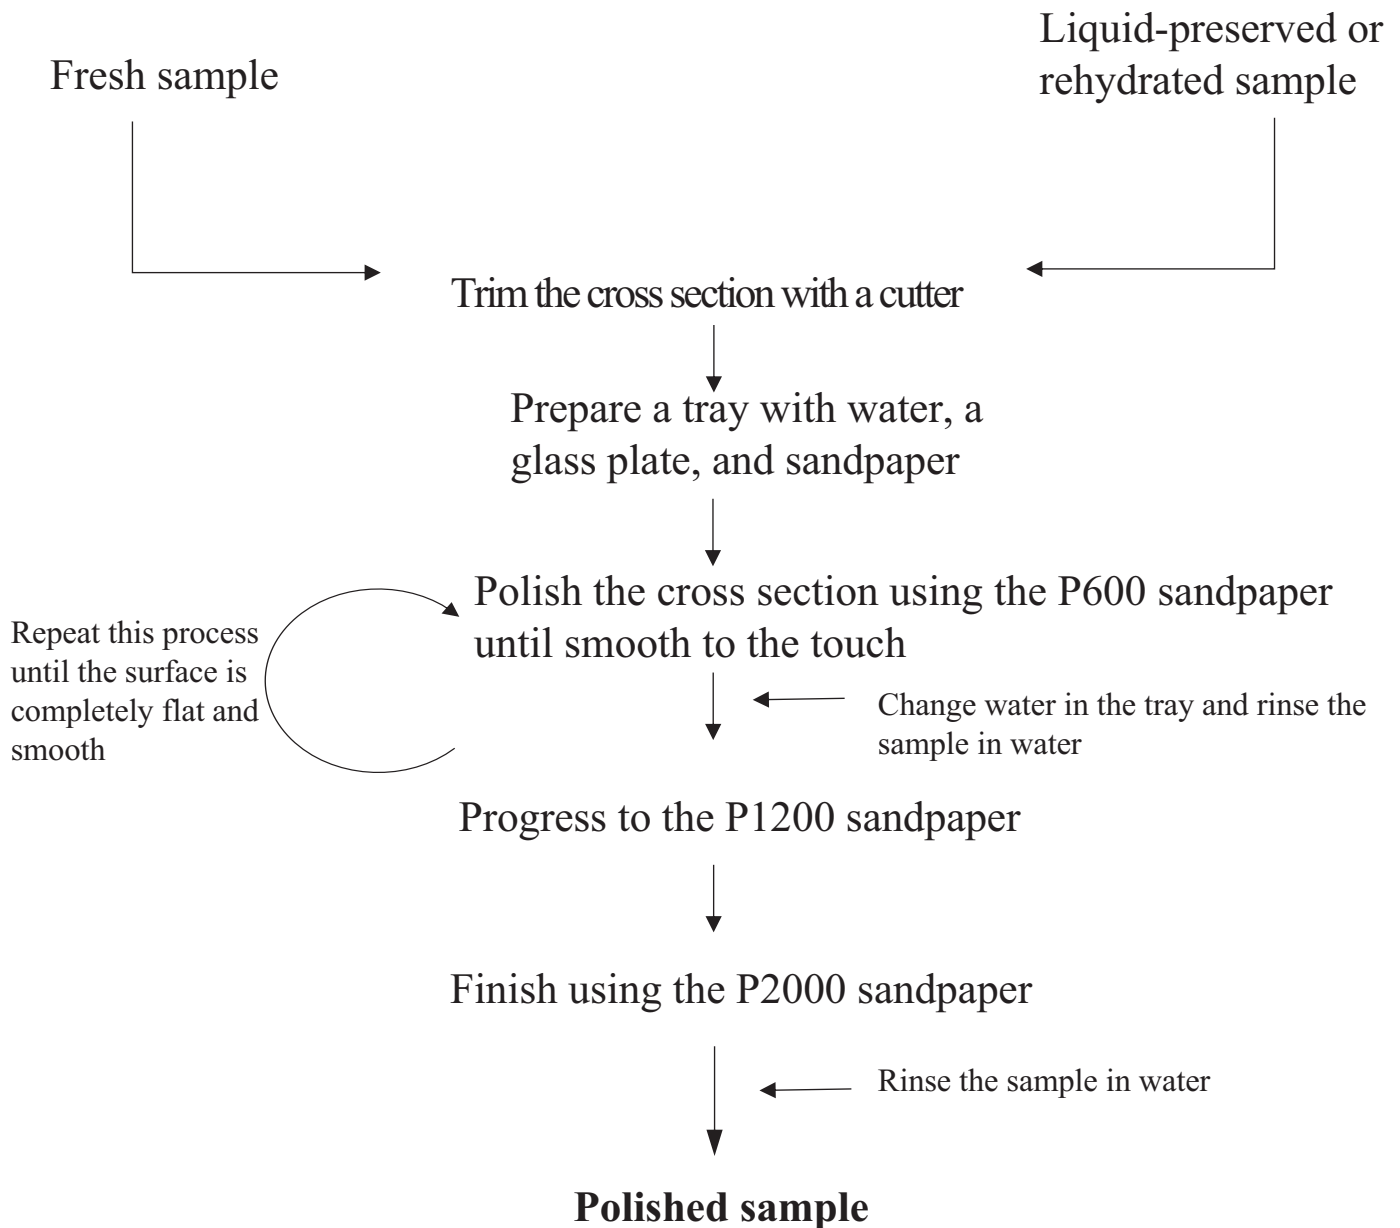 Fresh sample
Liquid-preserved or
rehydrated sample
Trim the cross section with a cutter
Prepare a tray with water, a
glass plate, and sandpaper
Polish the cross section using the P600 sandpaper
until smooth to the touch
Repeat this process
until the surface is
completely flat and
smooth
Change water in the tray and rinse the
sample in water
Progress to the P1200 sandpaper
Finish using the P2000 sandpaper
Rinse the sample in water
Polished sample